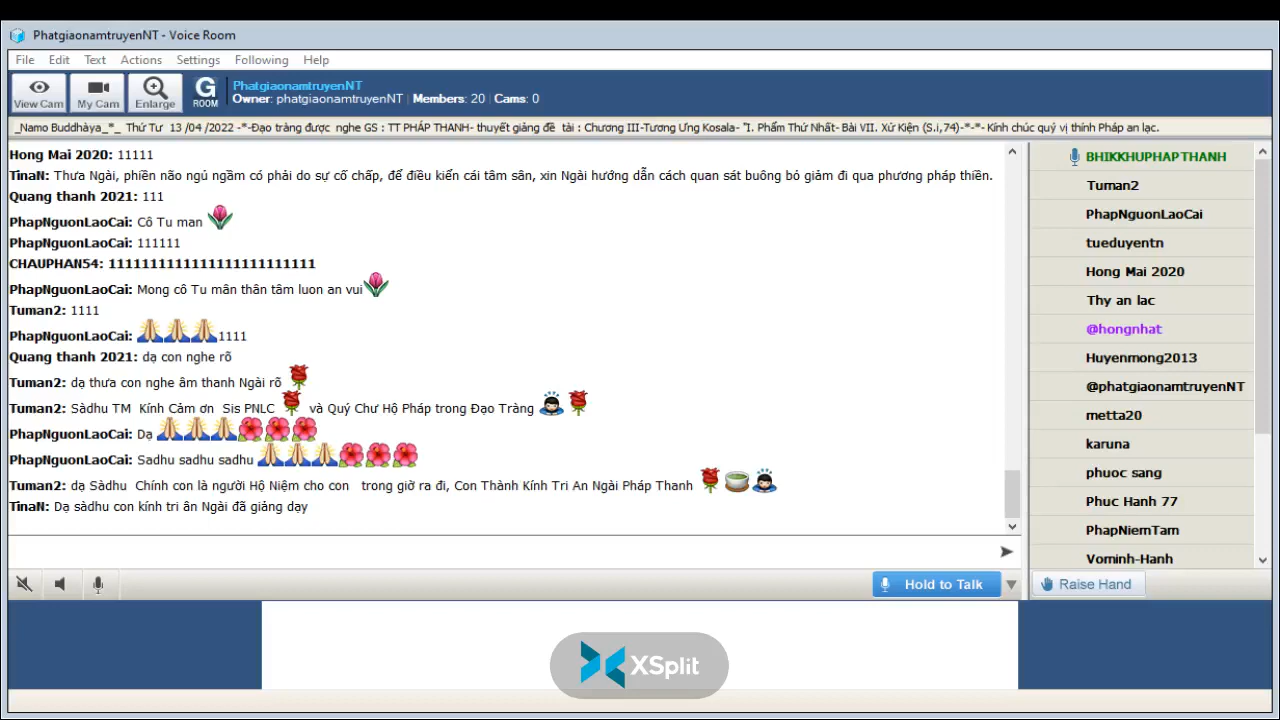 PhatgiaonamtruyenNT - Voice Room
File Edit Text Actions Settings Following Help
View Cam My Cam Enlarge G ROOM
PhatgiaonamtruyenNT
Owner: phatgiaonamtruyenNT | Members: 20 | Cams: 0
_Namo Buddhàya_*_ Thứ Tư 13 /04 /2022 -*-Đạo tràng được nghe GS : TT PHÁP THANH- thuyết giảng đề tài : Chương III-Tương Ưng Kosala- "I. Phẩm Thứ Nhất- Bài VII. Xử Kiện (S.i,74)-*-*- Kính chúc quý vị thính Pháp an lạc.
Hong Mai 2020: 11111
TinaN: Thưa Ngài, phiền não ngủ ngầm có phải do sự cố chấp, để điều kiển cái tâm sân, xin Ngài hướng dẫn cách quan sát buông bỏ giảm đi qua phương pháp thiền.
Quang thanh 2021: 111
PhapNguonLaoCai: Cô Tu man
PhapNguonLaoCai: 111111
CHAUPHAN54: 1111111111111111111111111
PhapNguonLaoCai: Mong cô Tu mân thân tâm luon an vui
Tuman2: 1111
PhapNguonLaoCai: 1111
Quang thanh 2021: dạ con nghe rõ
Tuman2: dạ thưa con nghe âm thanh Ngài rõ
Tuman2: Sàdhu TM Kính Cảm ơn Sis PNLC và Quý Chư Hộ Pháp trong Đạo Tràng
PhapNguonLaoCai: Dạ
PhapNguonLaoCai: Sadhu sadhu sadhu
Tuman2: dạ Sàdhu Chính con là người Hộ Niệm cho con trong giờ ra đi, Con Thành Kính Tri An Ngài Pháp Thanh
TinaN: Dạ sàdhu con kính tri ân Ngài đã giảng dạy
Hold to Talk
BHIKKHUPHAPTHANH
Tuman2
PhapNguonLaoCai
tueduyentn
Hong Mai 2020
Thy an lac
@hongnhat
Huyenmong2013
@phatgiaonamtruyenNT
metta20
karuna
phuoc sang
Phuc Hanh 77
PhapNiemTam
Vominh-Hanh
Raise Hand
XSplit